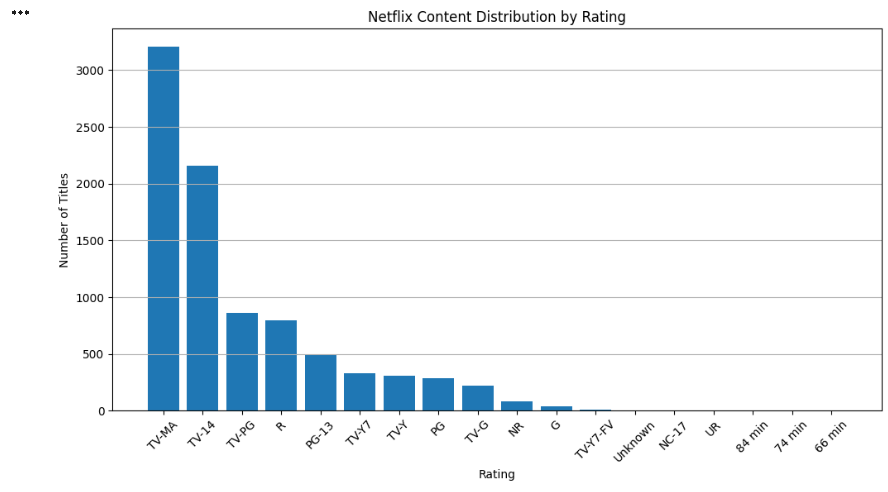 Netflix Content Distribution by Rating
Number of Titles
3000
2500
2000
1500
1000
500
0
TV-MA
TV-14
TV-PG
R
PG-13
TV-Y7
TV-Y
PG
TV-G
NR
G
TV-Y7-FV
Unknown
NC-17
UR
84 min
74 min
66 min
Rating